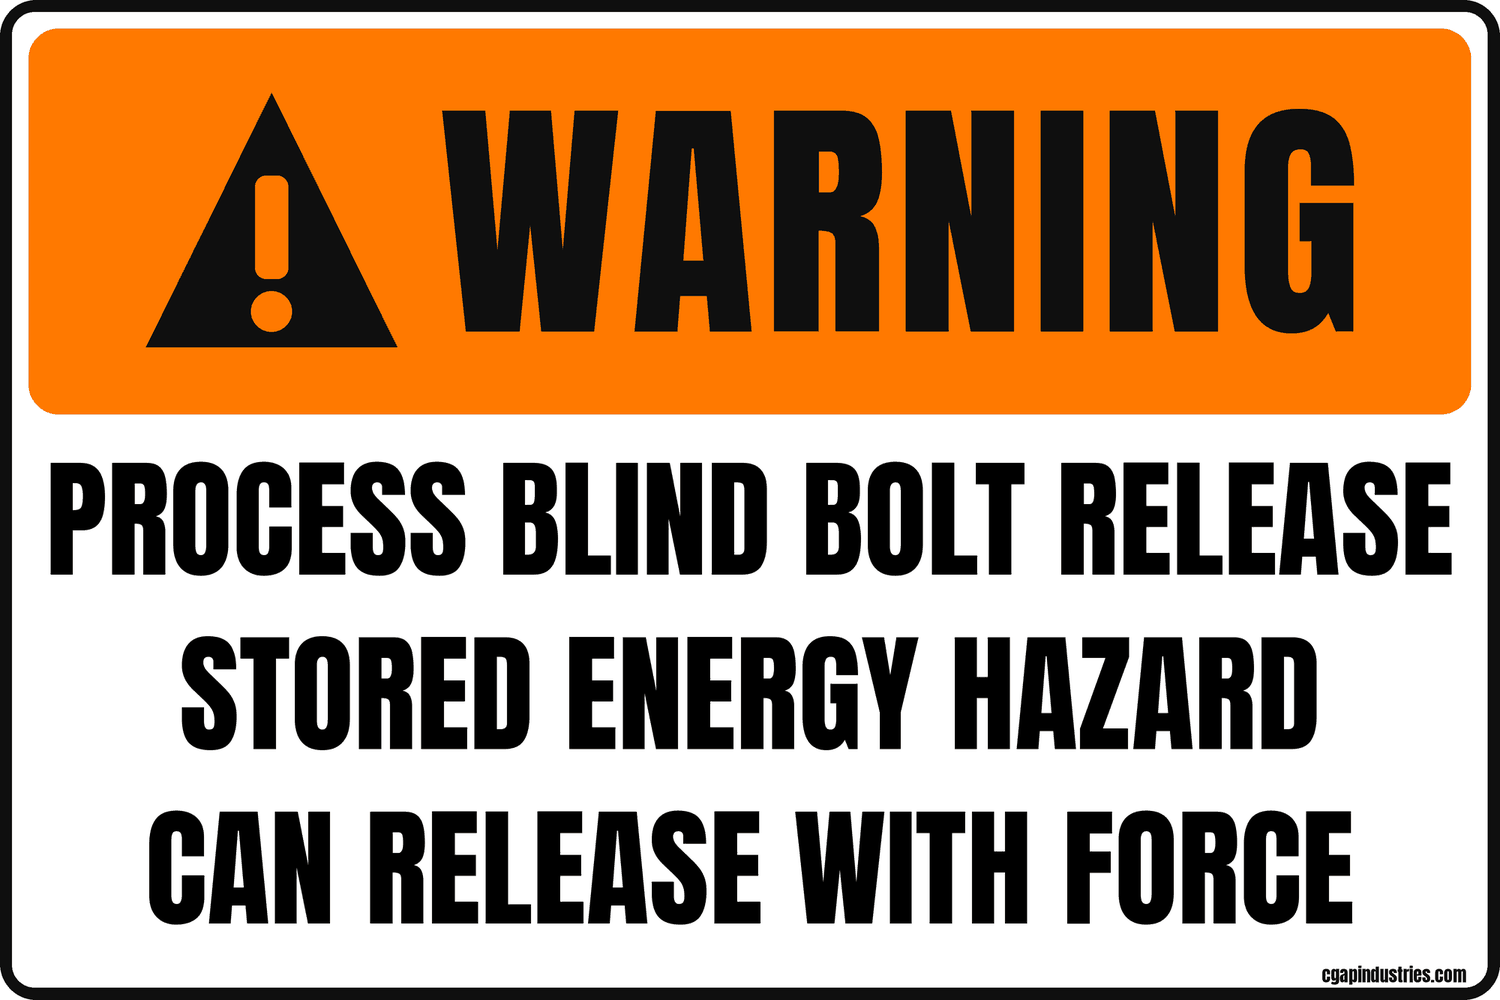 WARNING
PROCESS BLIND BOLT RELEASE
STORED ENERGY HAZARD
CAN RELEASE WITH FORCE
cgapindustries.com